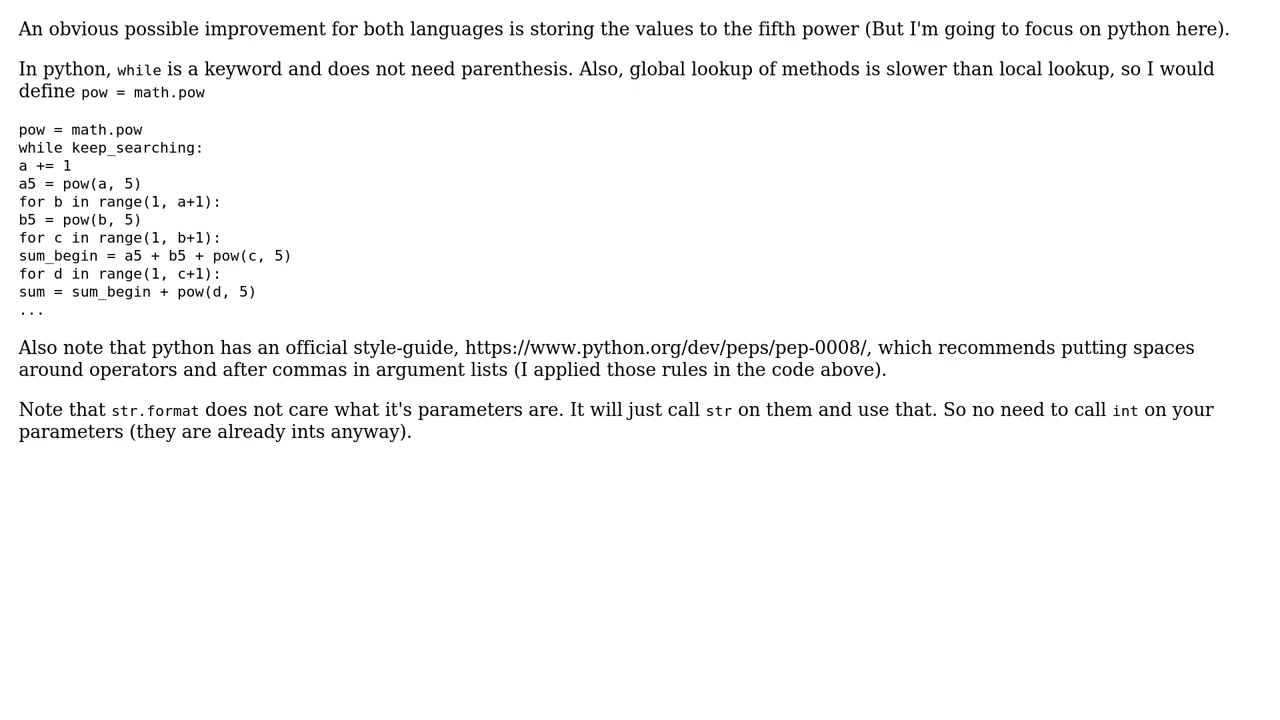 An obvious possible improvement for both languages is storing the values to the fifth power (But I'm going to focus on python here).
In python, while is a keyword and does not need parenthesis. Also, global lookup of methods is slower than local lookup, so I would
define pow = math.pow
pow = math.pow
while keep_searching:
a += 1
a5 = pow(a, 5)
for b in range(1, a+1):
b5 = pow(b, 5)
for c in range(1, b+1):
sum_begin = a5 + b5 + pow(c, 5)
for d in range(1, c+1):
sum = sum_begin + pow(d, 5)
...
Also note that python has an official style-guide, https://www.python.org/dev/peps/pep-0008/, which recommends putting spaces
around operators and after commas in argument lists (I applied those rules in the code above).
Note that str.format does not care what it's parameters are. It will just call str on them and use that. So no need to call int on your
parameters (they are already ints anyway).